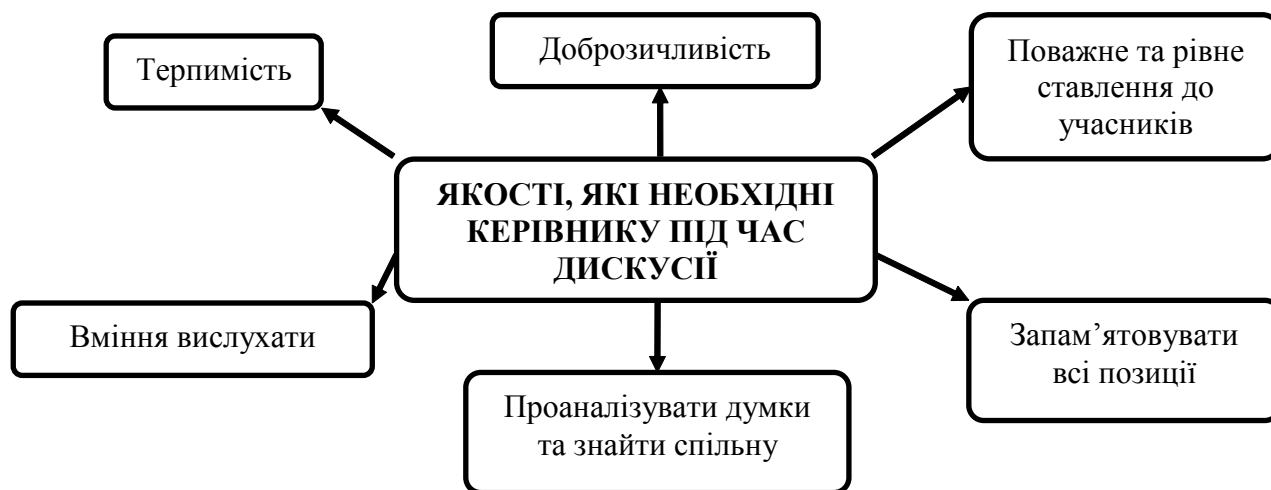 Терпимість
Доброзичливість
Поважне та рівне
ставлення до
учасників
ЯКОСТІ, ЯКІ НЕОБХІДНІ
КЕРІВНИКУ ПІД ЧАС
ДИСКУСІЇ
Вміння вислухати
Проаналізувати думки
та знайти спільну
Запам’ятовувати
всі позиції